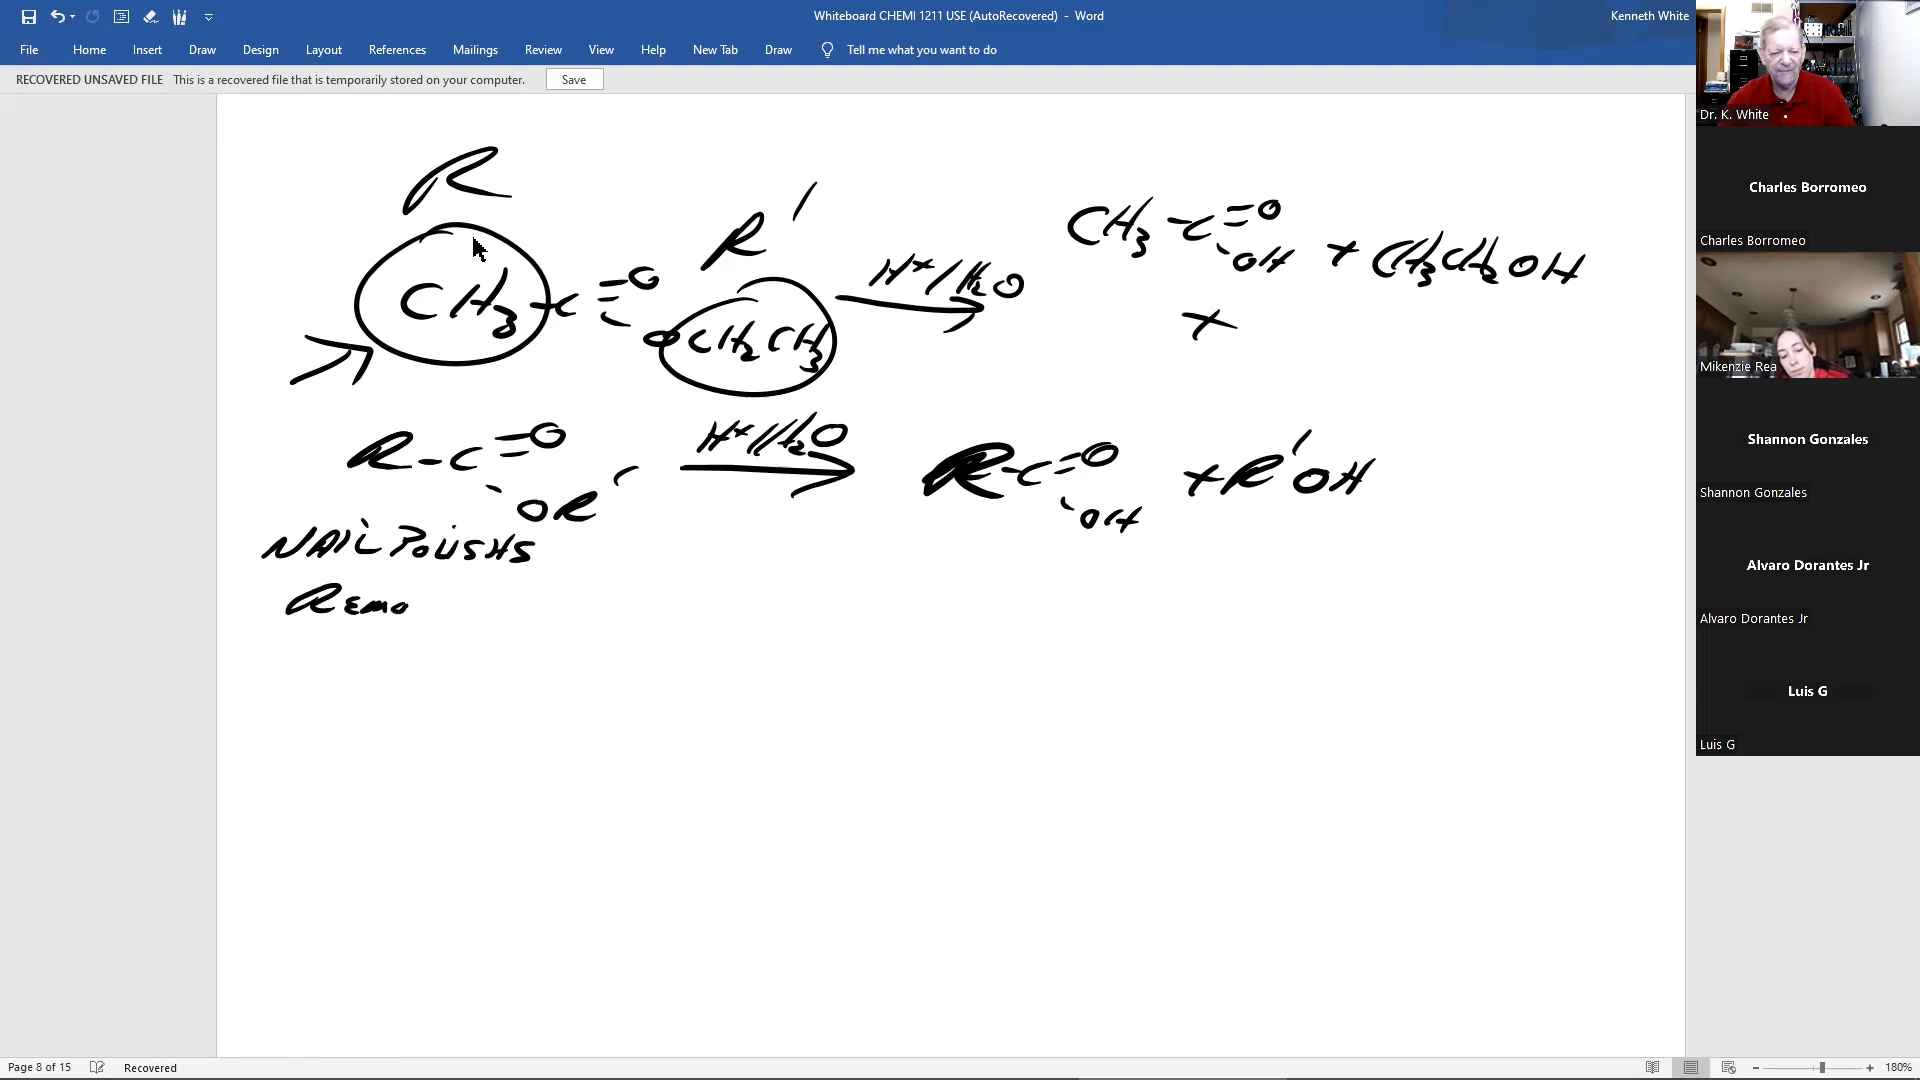 Whiteboard CHEMI 1211 USE (AutoRecovered) - Word
Kenneth White
File Home Insert Draw Design Layout References Mailings Review View Help New Tab Draw Tell me what you want to do
RECOVERED UNSAVED FILE This is a recovered file that is temporarily stored on your computer. Save
R
R'
CH3-C=O
OCH2CH3
H+/H2O
CH3-C=O
OH
+ CH3CH2OH
+
R-C=O
OR'
H+/H2O
R-C=O
OH
+R'OH
NAIL POLISHS
REMO
Dr. K. White
Charles Borromeo
Charles Borromeo
Mikenzie Rea
Shannon Gonzales
Shannon Gonzales
Alvaro Dorantes Jr
Alvaro Dorantes Jr
Luis G
Luis G
Page 8 of 15 Recovered
180%